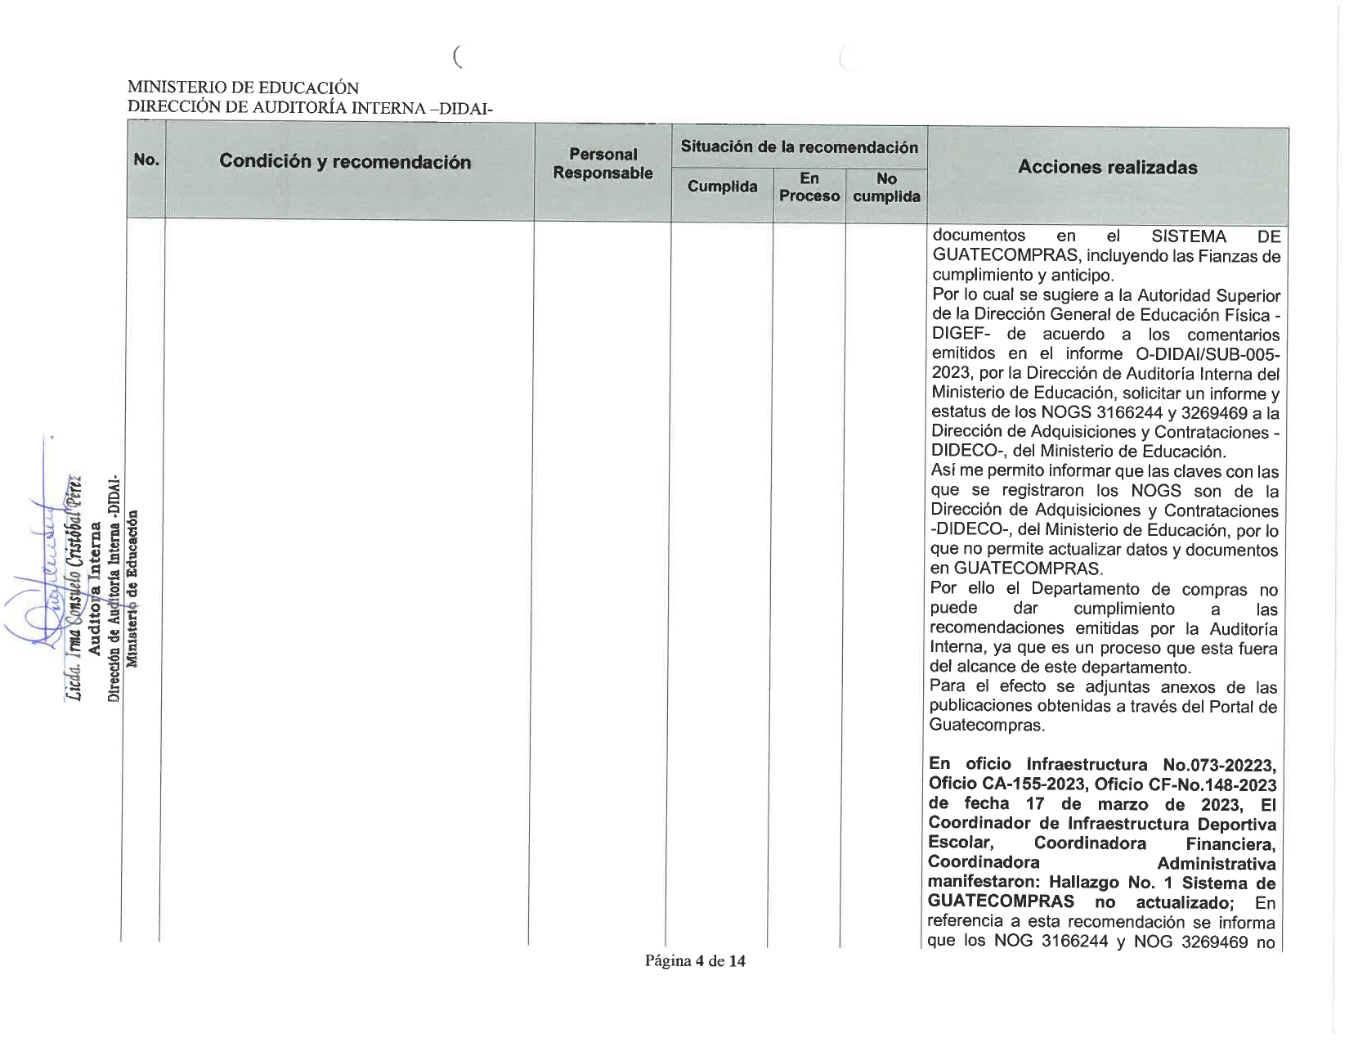 MINISTERIO DE EDUCACIÓN
DIRECCIÓN DE AUDITORÍA INTERNA –DIDAI-
No.
Condición y recomendación
Personal
Responsable
Situación de la recomendación
Cumplida
En
Proceso
No
cumplida
Acciones realizadas
documentos en el SISTEMA DE
GUATECOMPRAS, incluyendo las Fianzas de
cumplimiento y anticipo.
Por lo cual se sugiere a la Autoridad Superior
de la Dirección General de Educación Física -
DIGEF- de acuerdo a los comentarios
emitidos en el informe O-DIDAI/SUB-005-
2023, por la Dirección de Auditoría Interna del
Ministerio de Educación, solicitar un informe y
estatus de los NOGS 3166244 y 3269469 a la
Dirección de Adquisiciones y Contrataciones -
DIDECO-, del Ministerio de Educación.
Así me permito informar que las claves con las
que se registraron los NOGS son de la
Dirección de Adquisiciones y Contrataciones
-DIDECO-, del Ministerio de Educación, por lo
que no permite actualizar datos y documentos
en GUATECOMPRAS.
Por ello el Departamento de compras no
puede dar cumplimiento a las
recomendaciones emitidas por la Auditoría
Interna, ya que es un proceso que esta fuera
del alcance de este departamento.
Para el efecto se adjuntas anexos de las
publicaciones obtenidas a través del Portal de
Guatecompras.
En oficio Infraestructura No.073-20223,
Oficio CA-155-2023, Oficio CF-No.148-2023
de fecha 17 de marzo de 2023, El
Coordinador de Infraestructura Deportiva
Escolar, Coordinadora Financiera,
Coordinadora Administrativa
manifestaron: Hallazgo No. 1 Sistema de
GUATECOMPRAS no actualizado; En
referencia a esta recomendación se informa
que los NOG 3166244 y NOG 3269469 no
Licda. Irma Consuelo Cristóbal Pérez
Auditora Interna
Dirección de Auditoría Interna -DIDAI-
Ministerio de Educación
Página 4 de 14